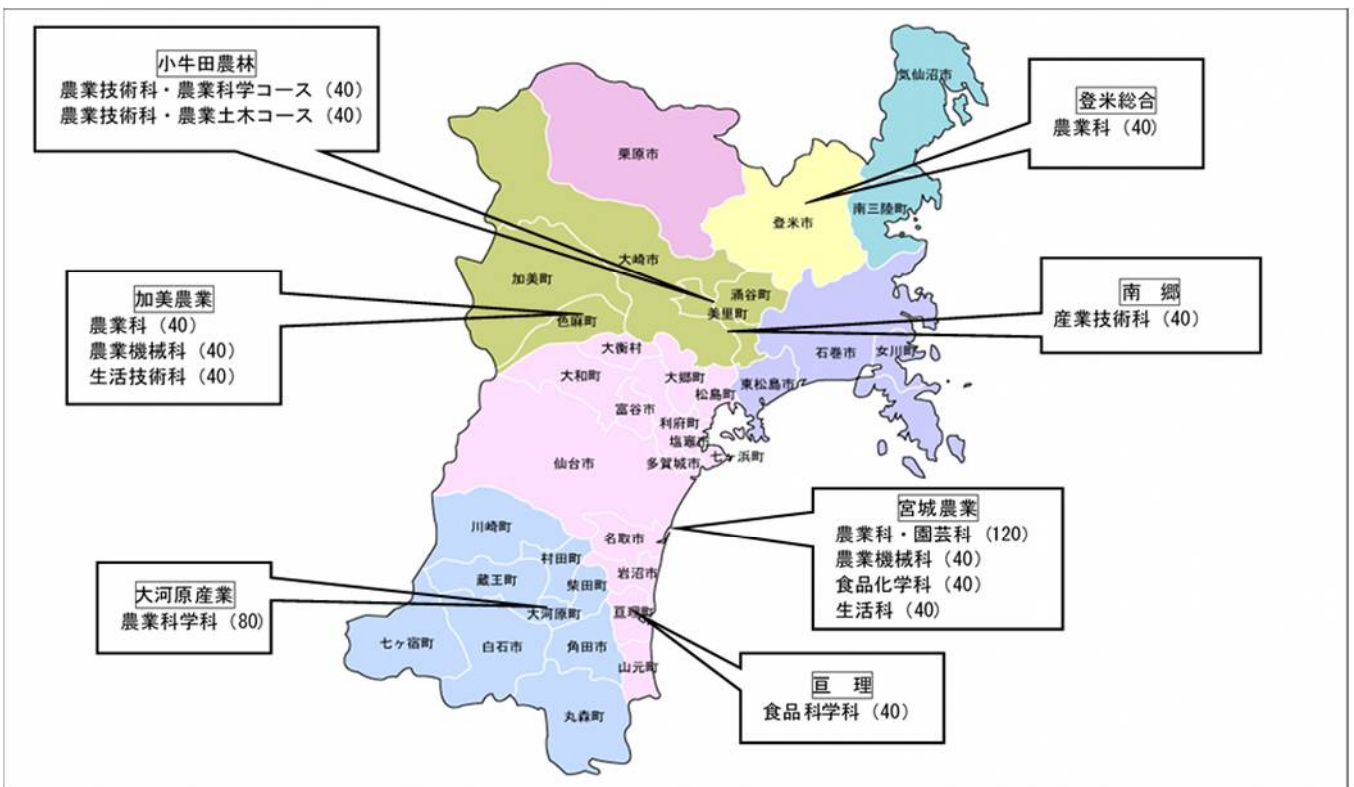 小牛田農林
農業技術科・農業科学コース（40）
農業技術科・農業土木コース（40）
登米総合
農業科（40）
加美農業
農業科（40）
農業機械科（40）
生活技術科（40）
南　郷
産業技術科（40）
宮城農業
農業科・園芸科（120）
農業機械科（40）
食品化学科（40）
生活科（40）
大河原産業
農業科学科（80）
亘　理
食品科学科（40）
気仙沼市
栗原市
南三陸町
登米市
大崎市
加美町
涌谷町
美里町
色麻町
大衡村
石巻市
女川町
大和町
大郷町
東松島市
松島町
富谷市
利府町
塩竈市
七ヶ浜町
仙台市
多賀城市
川崎町
名取市
村田町
岩沼市
蔵王町
柴田町
大河原町
亘理町
七ヶ宿町
白石市
角田市
山元町
丸森町